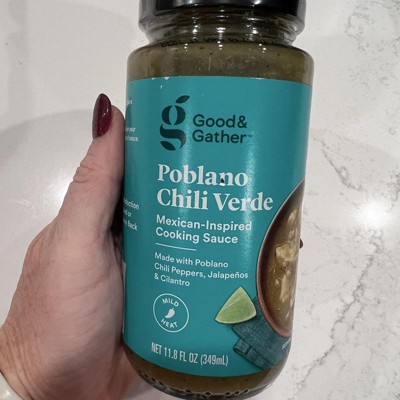 Good&
Gather™
Poblano
Chili Verde
Mexican-Inspired
Cooking Sauce
Made with Poblano
Chili Peppers, Jalapeños
& Cilantro
MILD
HEAT
NET 11.8 FL OZ (349mL)